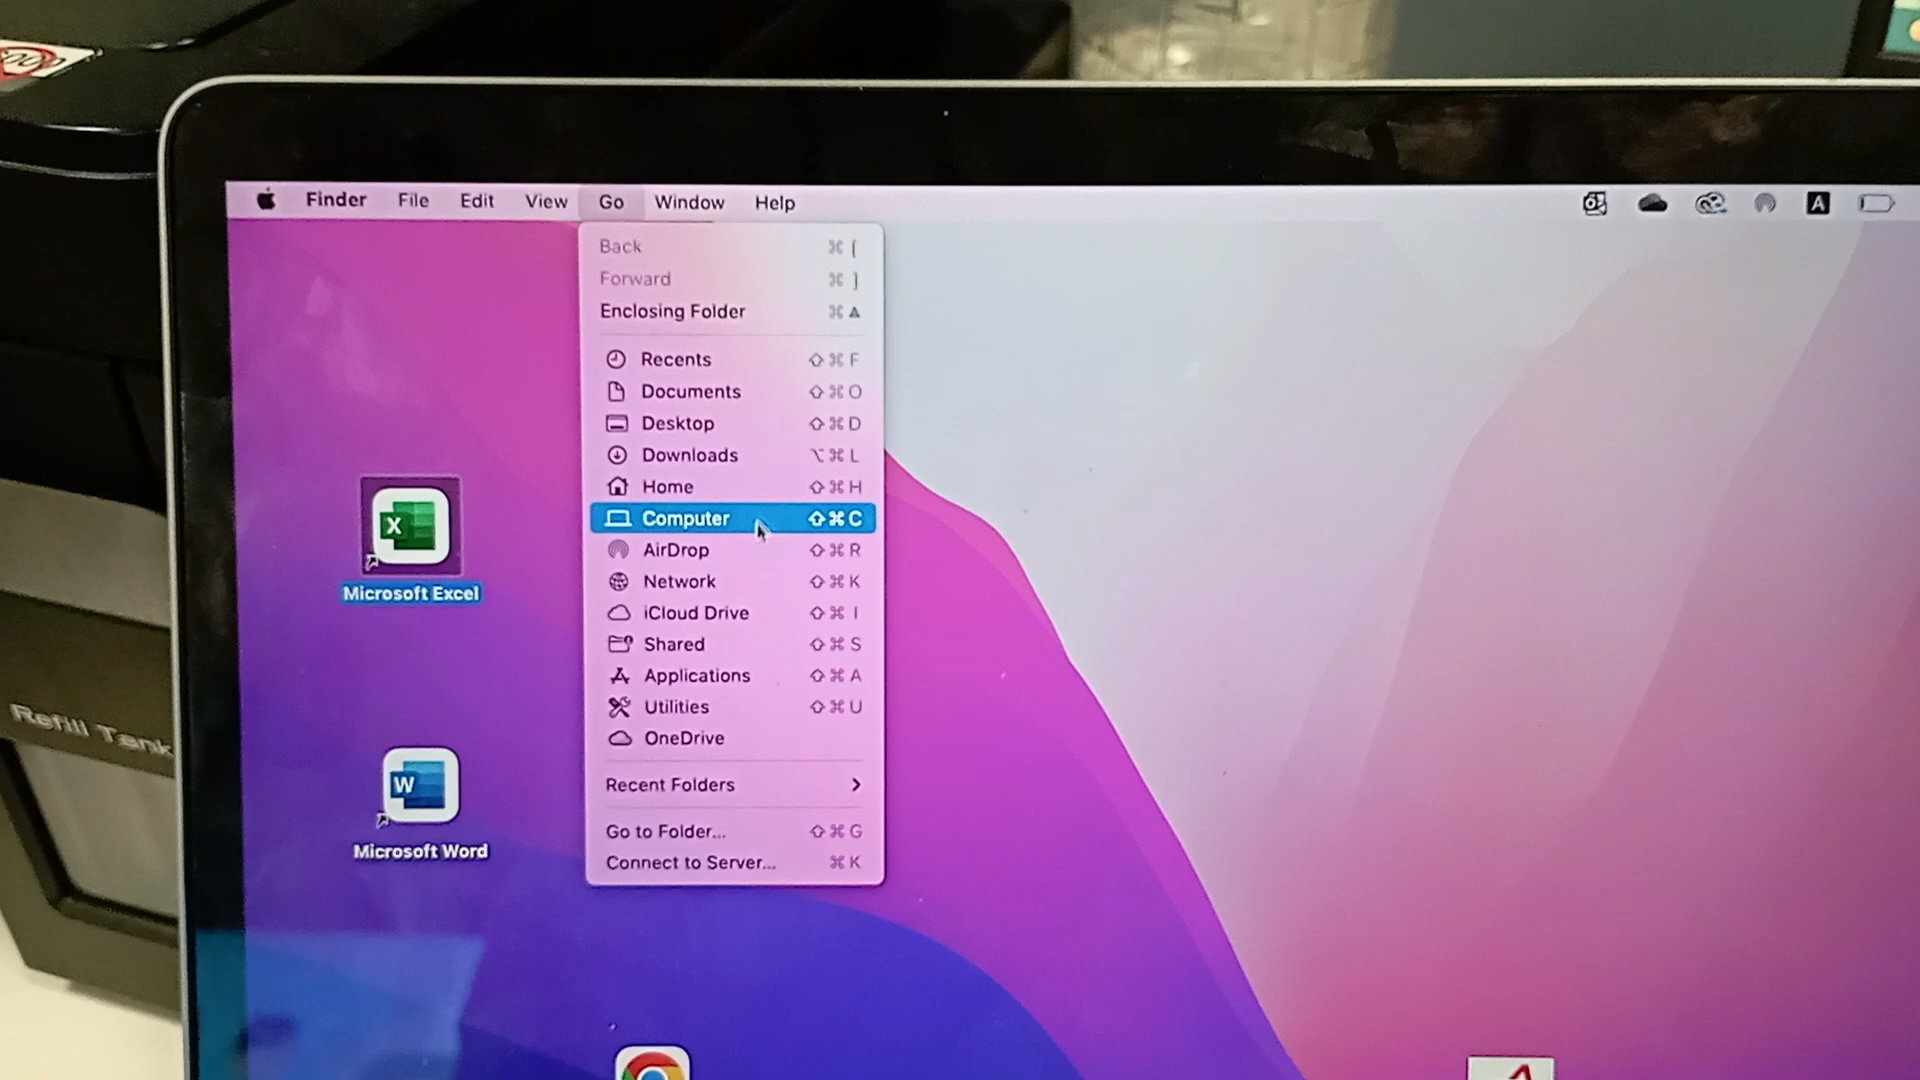 Finder File Edit View Go Window Help A
Back ⌘ [
Forward ⌘ ]
Enclosing Folder ⌘ ▲
Recents ⇧ ⌘ F
Documents ⇧ ⌘ O
Desktop ⇧ ⌘ D
Downloads ⌥ ⌘ L
Home ⇧ ⌘ H
Computer ⇧ ⌘ C
AirDrop ⇧ ⌘ R
Network ⇧ ⌘ K
iCloud Drive ⇧ ⌘ I
Shared ⇧ ⌘ S
Applications ⇧ ⌘ A
Utilities ⇧ ⌘ U
OneDrive
Recent Folders
Go to Folder... ⇧ ⌘ G
Connect to Server... ⌘ K
X
Microsoft Excel
W
Microsoft Word
Refill Tank